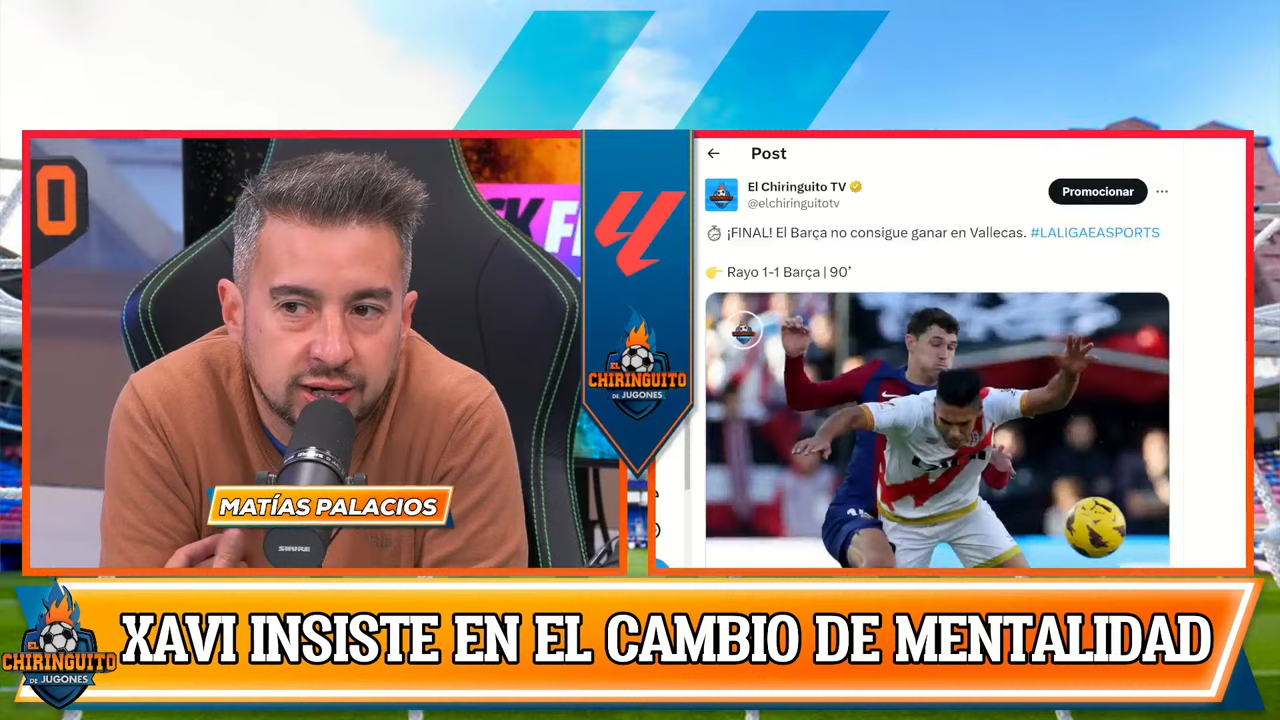 Post
El Chiringuito TV
@elchiringuitotv
Promocionar
¡FINAL! El Barça no consigue ganar en Vallecas. #LALIGAEASPORTS
Rayo 1-1 Barça | 90’
EL
CHIRINGUITO
DE JUGONES
MATÍAS PALACIOS
SHURE
XAVI INSISTE EN EL CAMBIO DE MENTALIDAD
EL
CHIRINGUITO
DE JUGONES